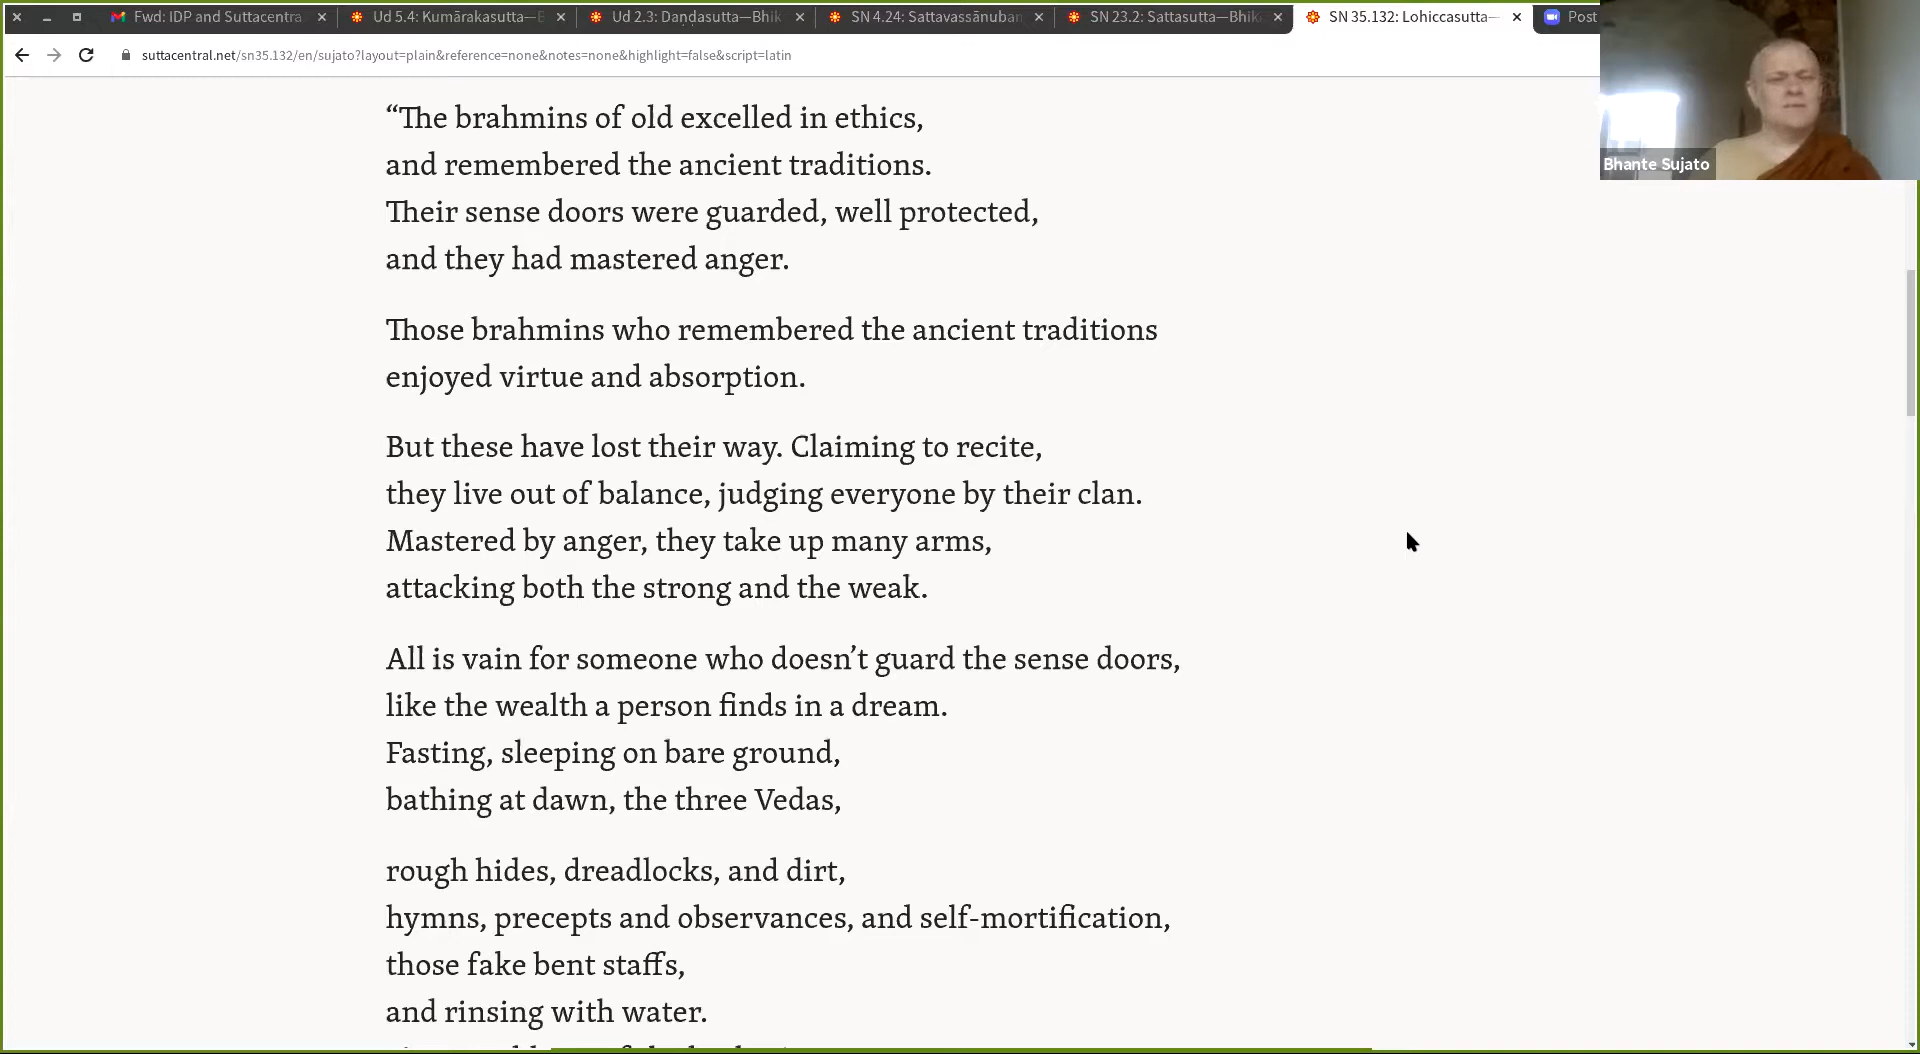 Fwd: IDP and Suttacentra
Ud 5.4: Kumārakasutta—
Ud 2.3: Daṇḍasutta—Bhik
SN 4.24: Sattavassānuban
SN 23.2: Sattasutta—Bhik
SN 35.132: Lohiccasutta—
Post
suttacentral.net/sn35.132/en/sujato?layout=plain&reference=none&notes=none&highlight=false&script=latin
Bhante Sujato
“The brahmins of old excelled in ethics,
and remembered the ancient traditions.
Their sense doors were guarded, well protected,
and they had mastered anger.
Those brahmins who remembered the ancient traditions
enjoyed virtue and absorption.
But these have lost their way. Claiming to recite,
they live out of balance, judging everyone by their clan.
Mastered by anger, they take up many arms,
attacking both the strong and the weak.
All is vain for someone who doesn’t guard the sense doors,
like the wealth a person finds in a dream.
Fasting, sleeping on bare ground,
bathing at dawn, the three Vedas,
rough hides, dreadlocks, and dirt,
hymns, precepts and observances, and self-mortification,
those fake bent staffs,
and rinsing with water.